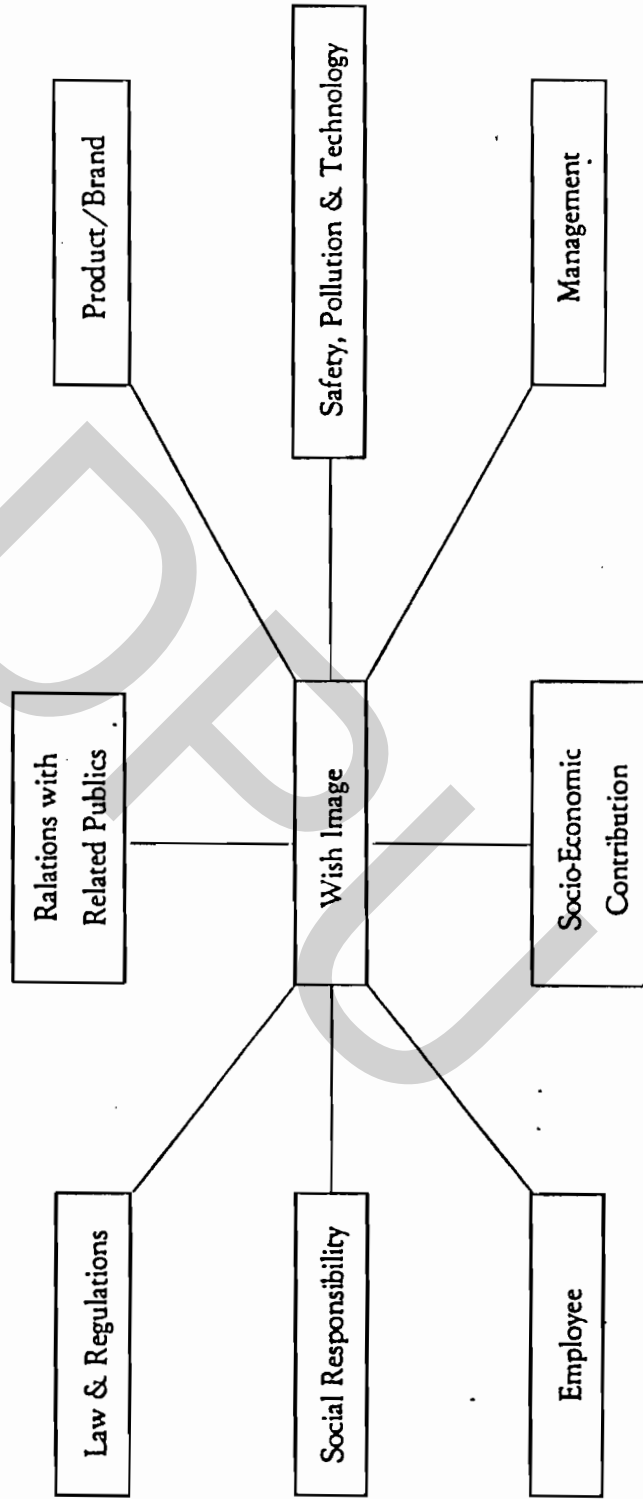 Ralations with
Related Publics
Law & Regulations
Product/Brand
Social Responsibility
Wish Image
Safety, Pollution & Technology
Employee
Socio-Economic
Contribution
Management
DPU